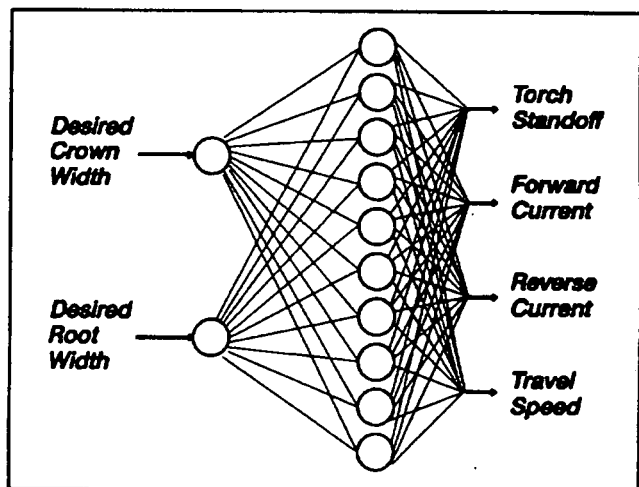 Desired
Crown
Width
Desired
Root
Width
Torch
Standoff
Forward
Current
Reverse
Current
Travel
Speed